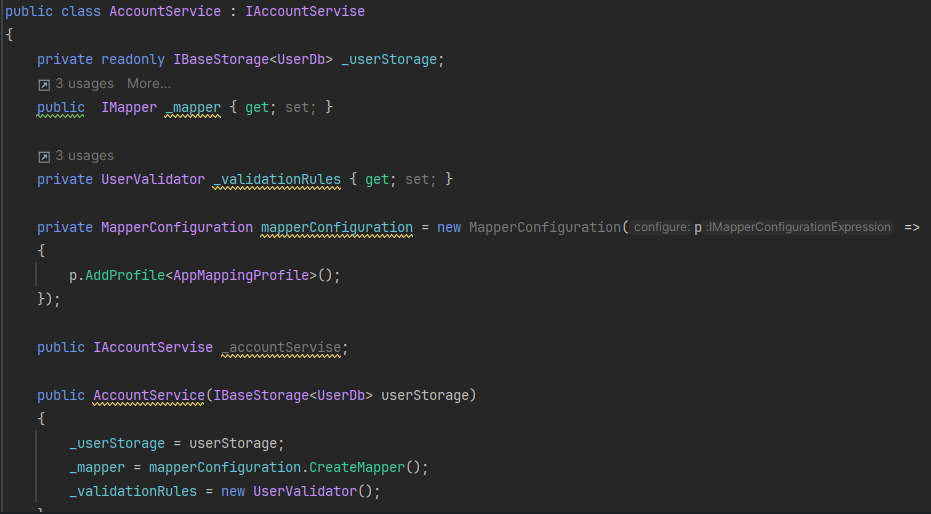 public class AccountService : IAccountServise
{
private readonly IBaseStorage<UserDb> _userStorage;
3 usages More...
public IMapper _mapper { get; set; }
3 usages
private UserValidator _validationRules { get; set; }
private MapperConfiguration mapperConfiguration = new MapperConfiguration( configure: p :IMapperConfigurationExpression =>
{
p.AddProfile<AppMappingProfile>();
});
public IAccountServise _accountServise;
public AccountService(IBaseStorage<UserDb> userStorage)
{
_userStorage = userStorage;
_mapper = mapperConfiguration.CreateMapper();
_validationRules = new UserValidator();
}